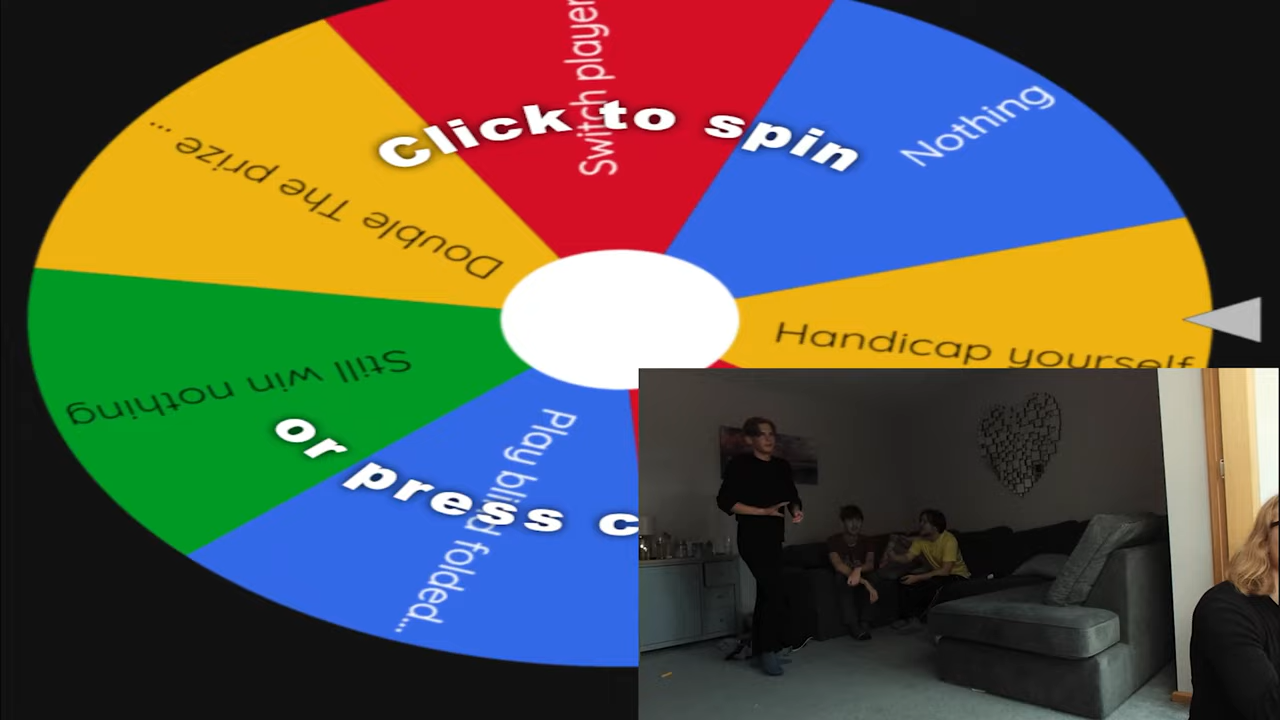 Switch player
Click to spin
Nothing
Double The prize ...
Handicap yourself
Still win nothing
Play blind folded...
or press c